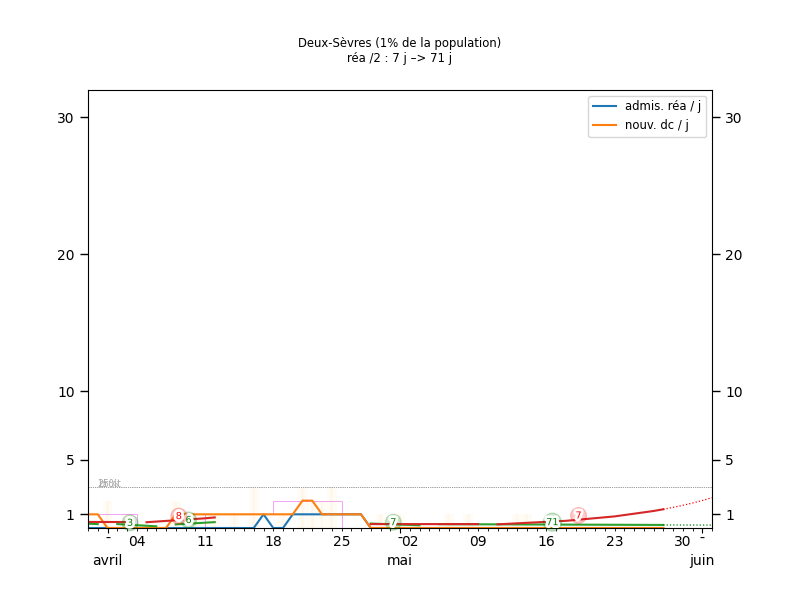 Deux-Sèvres (1% de la population)
réa /2 : 7 j –> 71 j
admis. réa / j
nouv. dc / j
30 30
20 20
10 10
5 5
1 1
3 8 6 7 71 7
04 11 18 25 02 09 16 23 30
avril mai juin